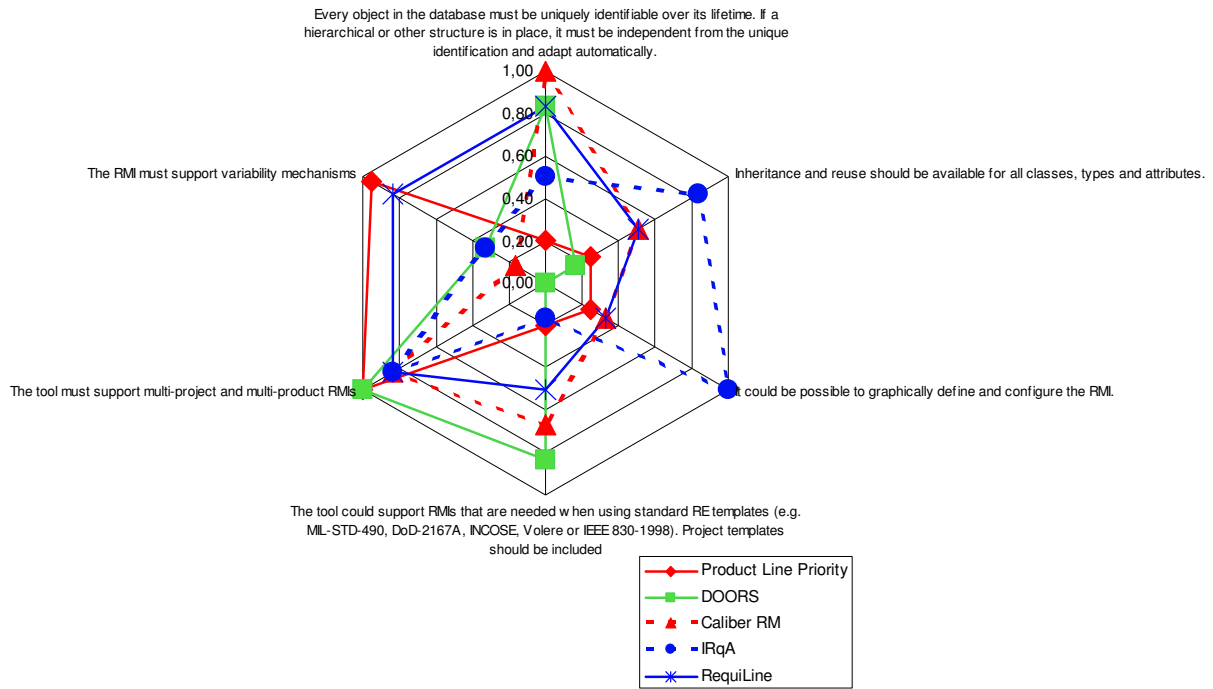 Every object in the database must be uniquely identifiable over its lifetime. If a
hierarchical or other structure is in place, it must be independent from the unique
identification and adapt automatically.
1,00
0,80
0,60
0,40
0,20
0,00
The RMI must support variability mechanisms
Inheritance and reuse should be available for all classes, types and attributes.
The tool must support multi-project and multi-product RMIs
It could be possible to graphically define and configure the RMI.
The tool could support RMIs that are needed when using standard RE templates (e.g.
MIL-STD-490, DoD-2167A, INCOSE, Volere or IEEE 830-1998). Project templates
should be included
Product Line Priority
DOORS
Caliber RM
IRqA
RequiLine